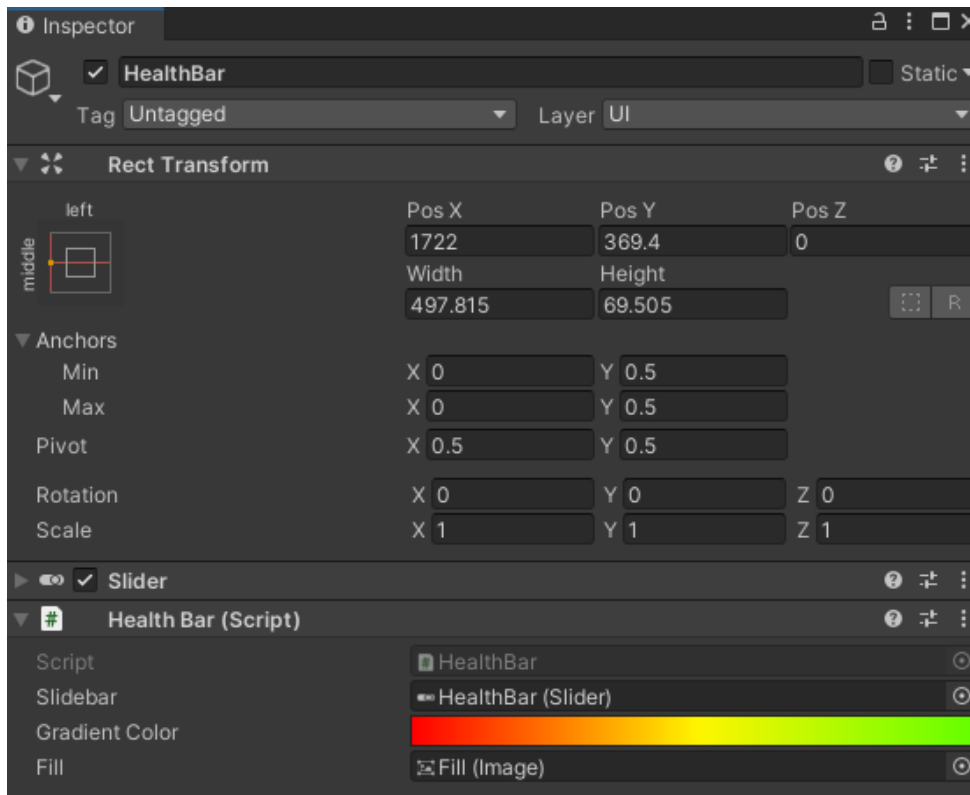 Inspector
HealthBar Static
Tag Untagged Layer UI
Rect Transform
left
middle
Pos X Pos Y Pos Z
1722 369.4 0
Width Height
497.815 69.505
R
Anchors
Min X 0 Y 0.5
Max X 0 Y 0.5
Pivot X 0.5 Y 0.5
Rotation X 0 Y 0 Z 0
Scale X 1 Y 1 Z 1
Slider
# Health Bar (Script)
Script HealthBar
Slidebar HealthBar (Slider)
Gradient Color
Fill Fill (Image)